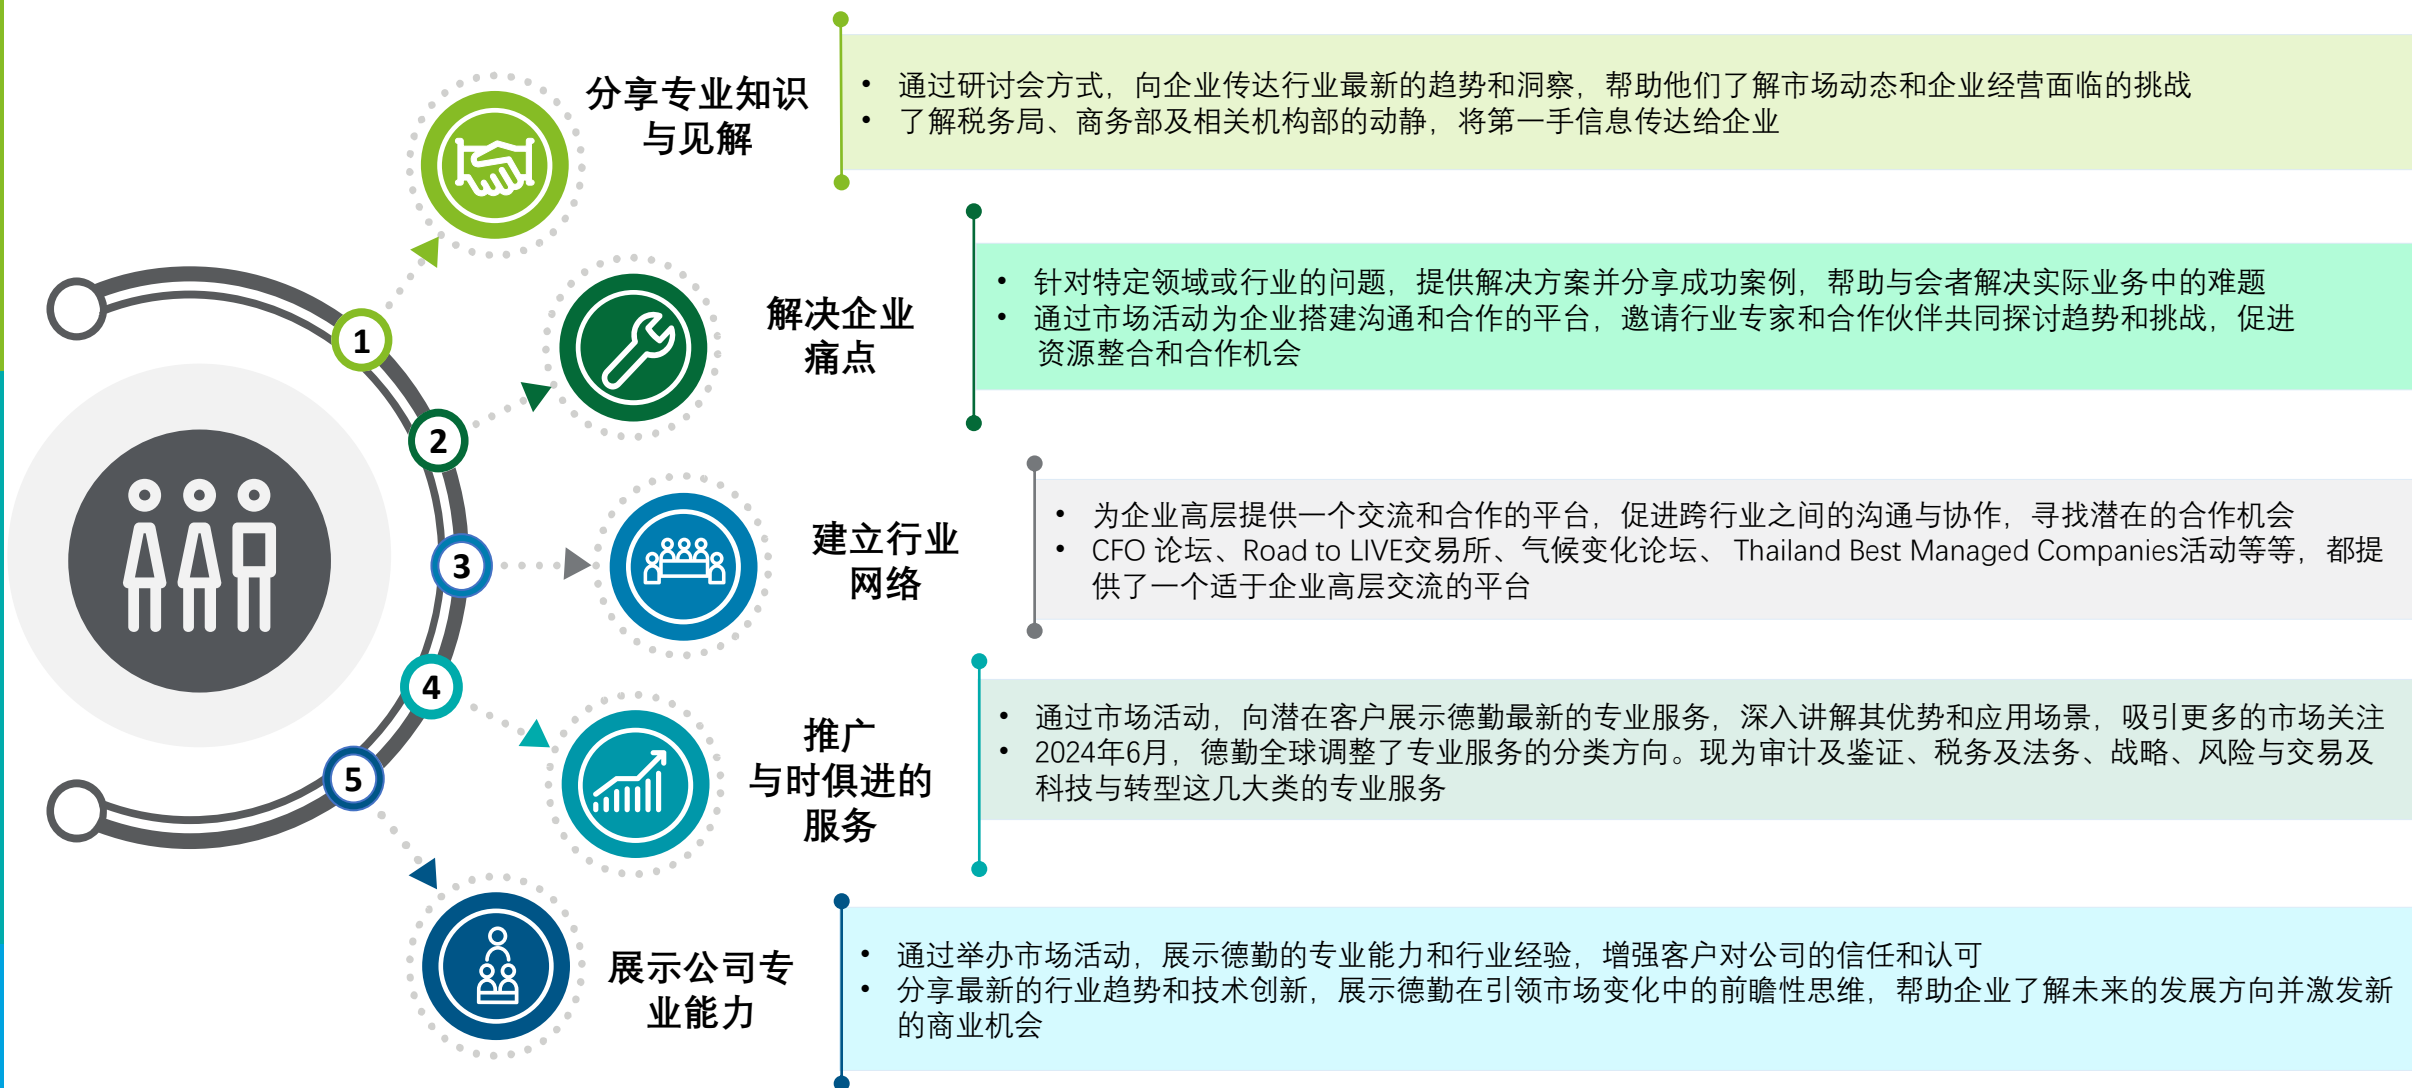 分享专业知识
与见解
• 通过研讨会方式，向企业传达行业最新的趋势和洞察，帮助他们了解市场动态和企业经营面临的挑战
• 了解税务局、商务部及相关机构部的动静，将第一手信息传达给企业
1
解决企业
痛点
• 针对特定领域或行业的问题，提供解决方案并分享成功案例，帮助与会者解决实际业务中的难题
• 通过市场活动为企业搭建沟通和合作的平台，邀请行业专家和合作伙伴共同探讨趋势和挑战，促进
资源整合和合作机会
2
建立行业
网络
• 为企业高层提供一个交流和合作的平台，促进跨行业之间的沟通与协作，寻找潜在的合作机会
• CFO 论坛、Road to LIVE交易所、气候变化论坛、 Thailand Best Managed Companies活动等等，都提
供了一个适于企业高层交流的平台
3
推广
与时俱进的
服务
• 通过市场活动，向潜在客户展示德勤最新的专业服务，深入讲解其优势和应用场景，吸引更多的市场关注
• 2024年6月，德勤全球调整了专业服务的分类方向。现为审计及鉴证、税务及法务、战略、风险与交易及
科技与转型这几大类的专业服务
4
展示公司专
业能力
• 通过举办市场活动，展示德勤的专业能力和行业经验，增强客户对公司的信任和认可
• 分享最新的行业趋势和技术创新，展示德勤在引领市场变化中的前瞻性思维，帮助企业了解未来的发展方向并激发新
的商业机会
5